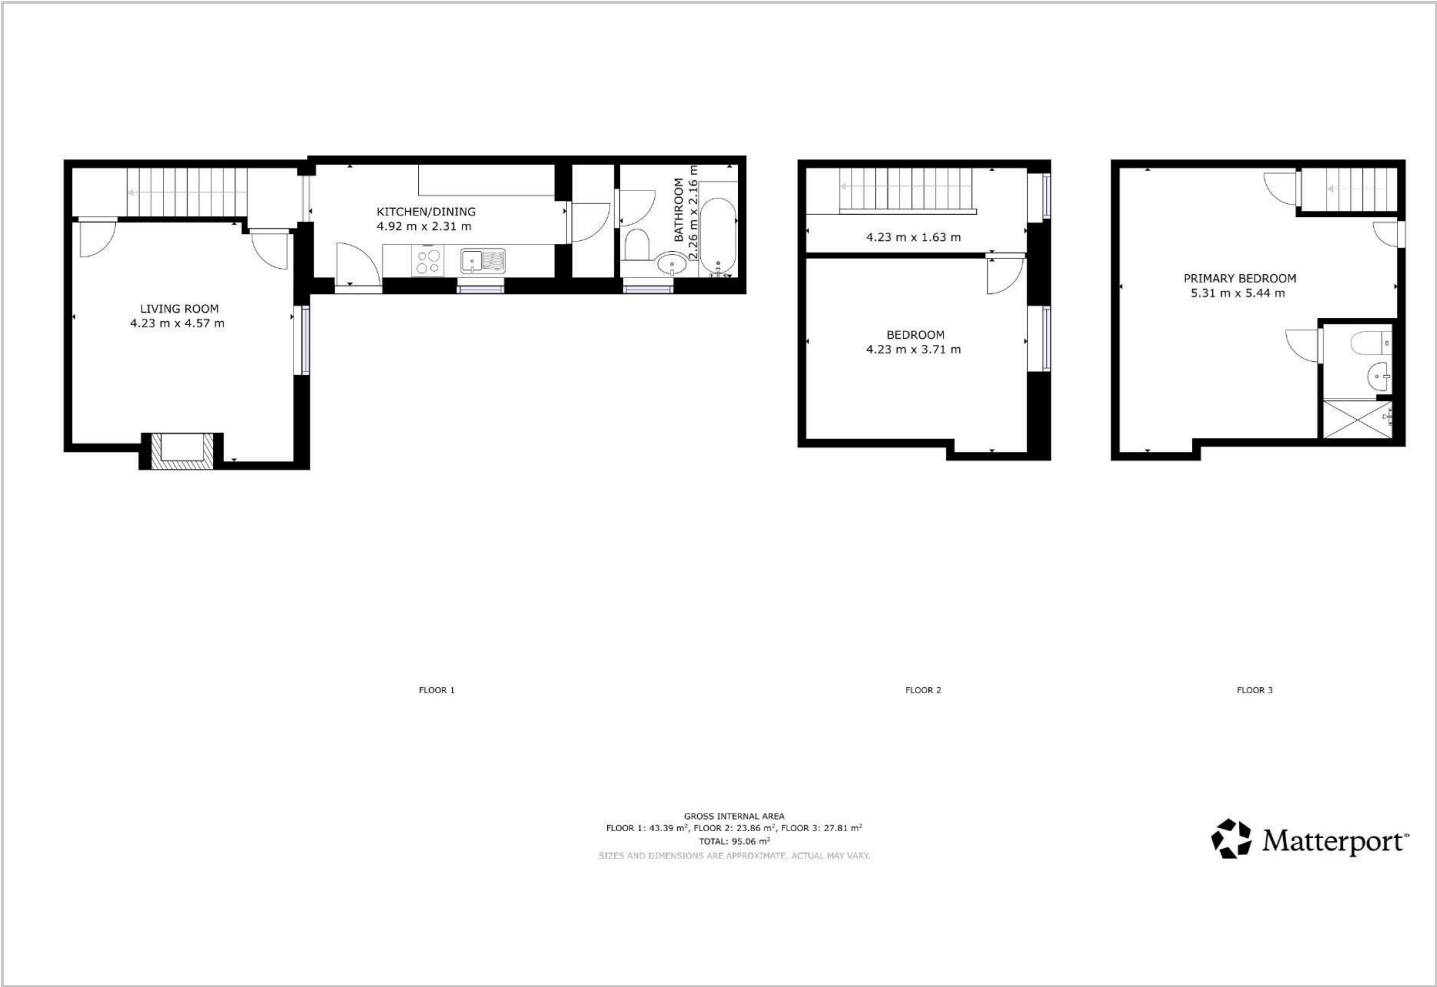 KITCHEN/DINING
4.92 m x 2.31 m
BATHROOM
2.26 m x 2.16 m
LIVING ROOM
4.23 m x 4.57 m
4.23 m x 1.63 m
BEDROOM
4.23 m x 3.71 m
PRIMARY BEDROOM
5.31 m x 5.44 m
FLOOR 1
FLOOR 2
FLOOR 3
GROSS INTERNAL AREA
FLOOR 1: 43.39 m², FLOOR 2: 23.86 m², FLOOR 3: 27.81 m²
TOTAL: 95.06 m²
SIZES AND DIMENSIONS ARE APPROXIMATE, ACTUAL MAY VARY.
Matterport®